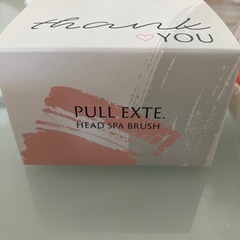 thank
YOU
PULL EXTE.
HEAD SPA BRUSH